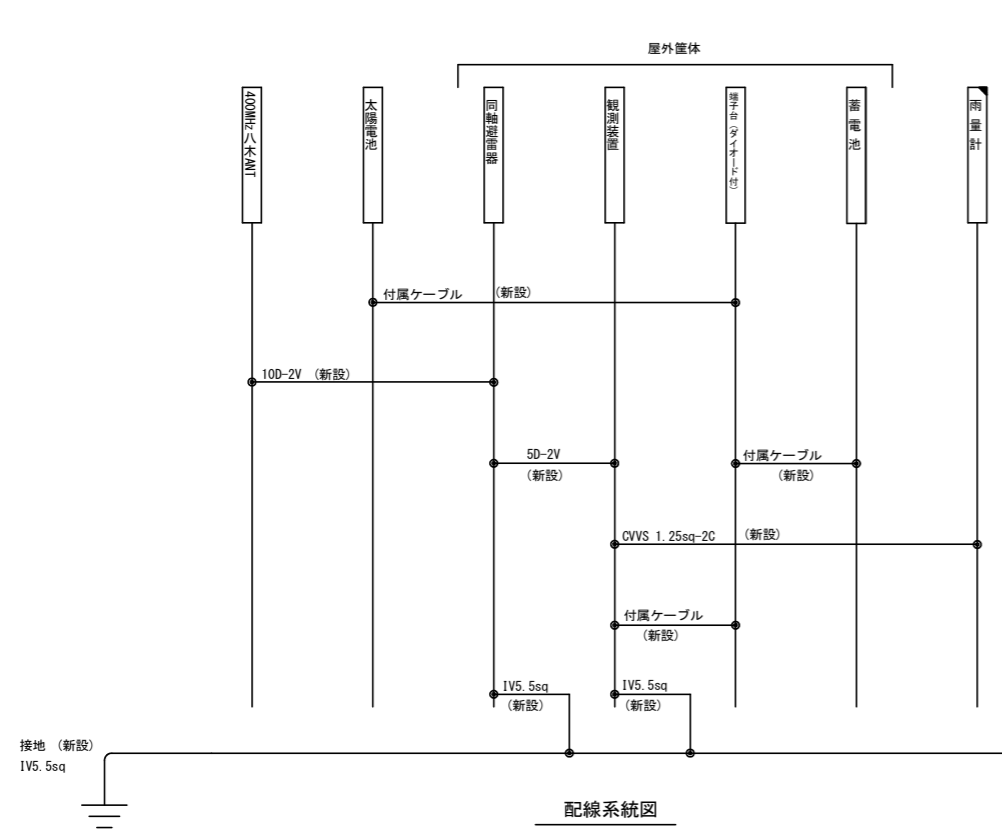 屋外筐体
400MHz八木ANT
太陽電池
同軸避雷器
観測装置
端子台(ダイオード付)
蓄電池
雨量計
付属ケーブル (新設)
10D-2V (新設)
5D-2V
(新設)
付属ケーブル
(新設)
CVVS 1.25sq-2C (新設)
付属ケーブル
(新設)
IV5.5sq
(新設)
IV5.5sq
(新設)
接地 (新設)
IV5.5sq
配線系統図